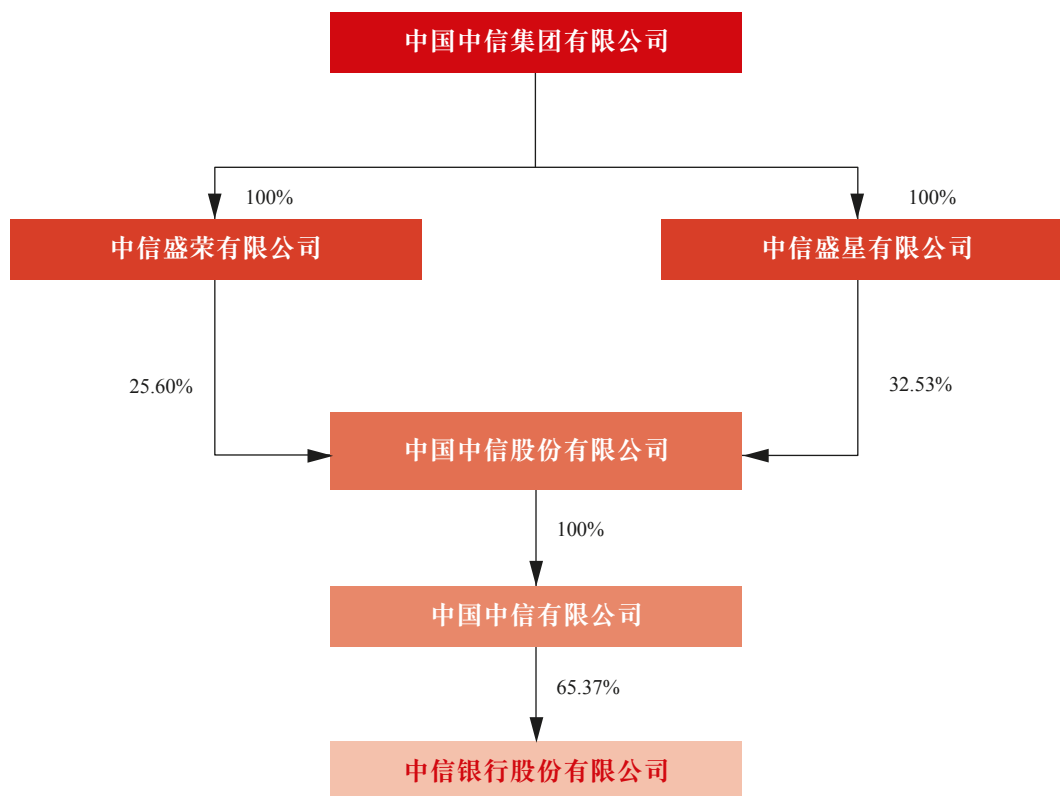 中国中信集团有限公司
100%
100%
中信盛荣有限公司
中信盛星有限公司
25.60%
32.53%
中国中信股份有限公司
100%
中国中信有限公司
65.37%
中信银行股份有限公司